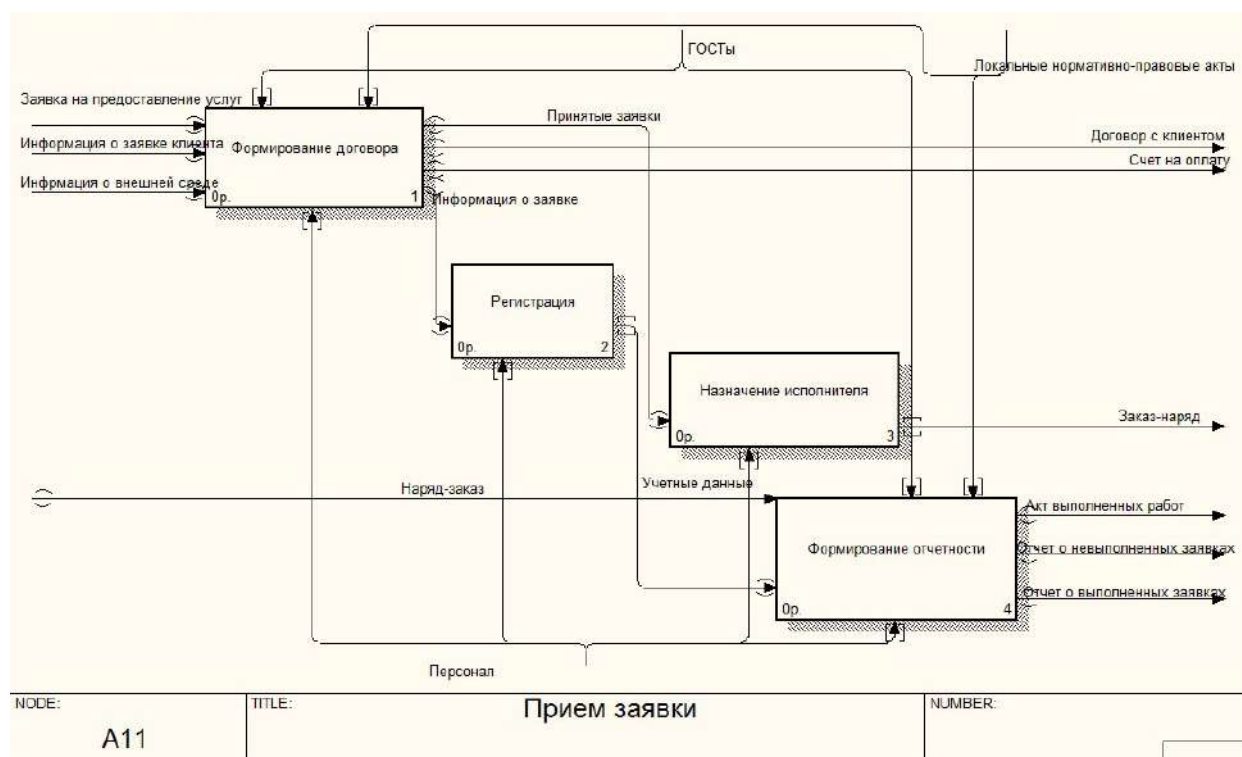 ГОСТы
Локальные нормативно-правовые акты
Заявка на предоставление услуг
Принятые заявки
Информация о заявке клиента
Формирование договора
Договор с клиентом
Счет на оплату
Инфрмация о внешней среде
0р.
1
Информация о заявке
Регистрация
0р.
2
Назначение исполнителя
0р.
3
Заказ-наряд
Наряд-заказ
Учетные данные
Акт выполненных работ
Формирование отчетности
Отчет о невыполненных заявках
Отчет о выполненных заявках
0р.
4
Персонал
NODE:
TITLE:
Прием заявки
NUMBER:
A11